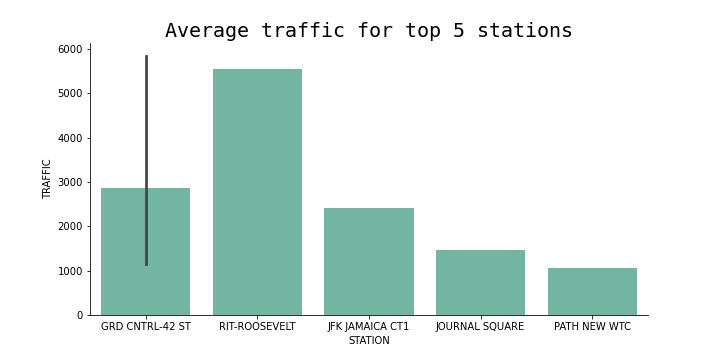 Average traffic for top 5 stations
6000
5000
4000
3000
2000
1000
0
TRAFFIC
GRD CNTRL-42 ST RIT-ROOSEVELT JFK JAMAICA CT1 JOURNAL SQUARE PATH NEW WTC
STATION